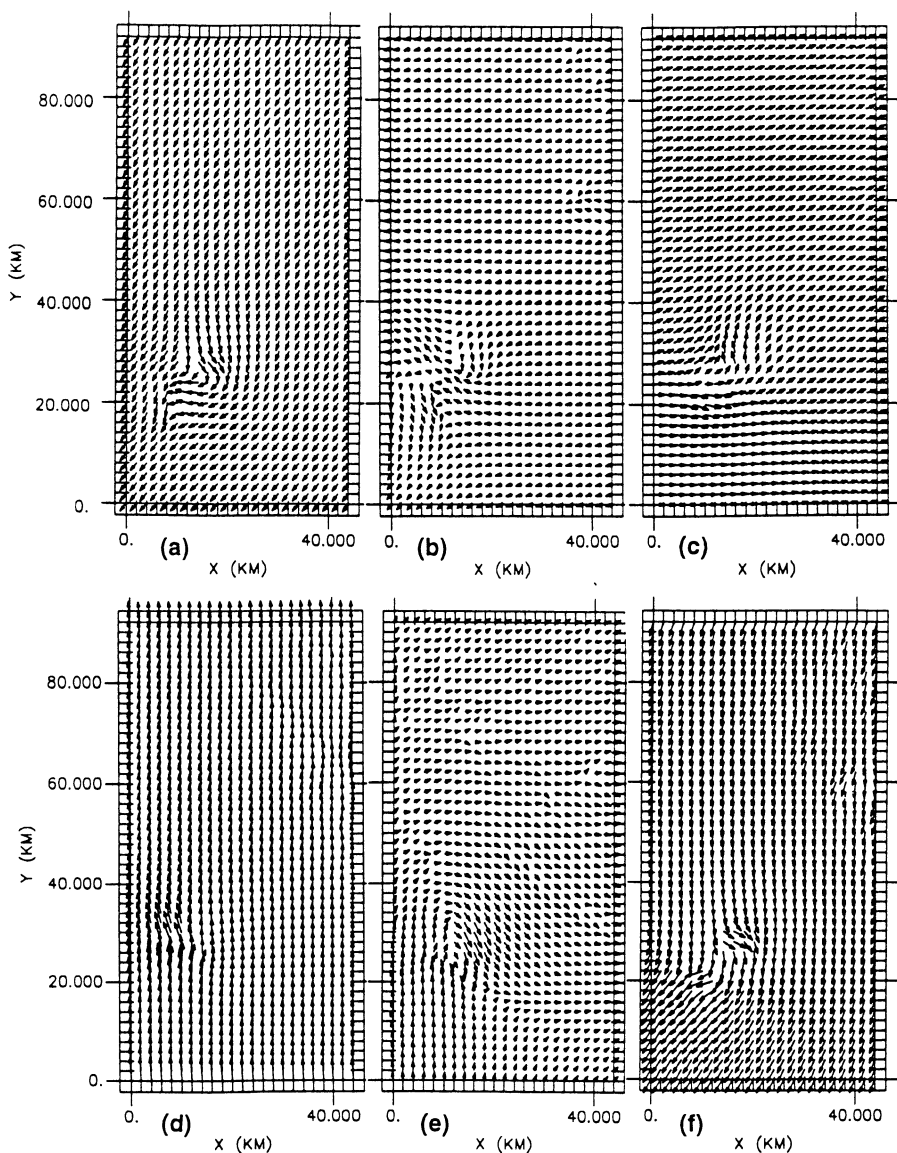 80.000
60.000
Y (KM)
40.000
20.000
0.
0. (a) 40.000
X (KM)
0. (b) 40.000
X (KM)
0. (c) 40.000
X (KM)
80.000
60.000
Y (KM)
40.000
20.000
0.
0. (d) 40.000
X (KM)
0. (e) 40.000
X (KM)
0. (f) 40.000
X (KM)